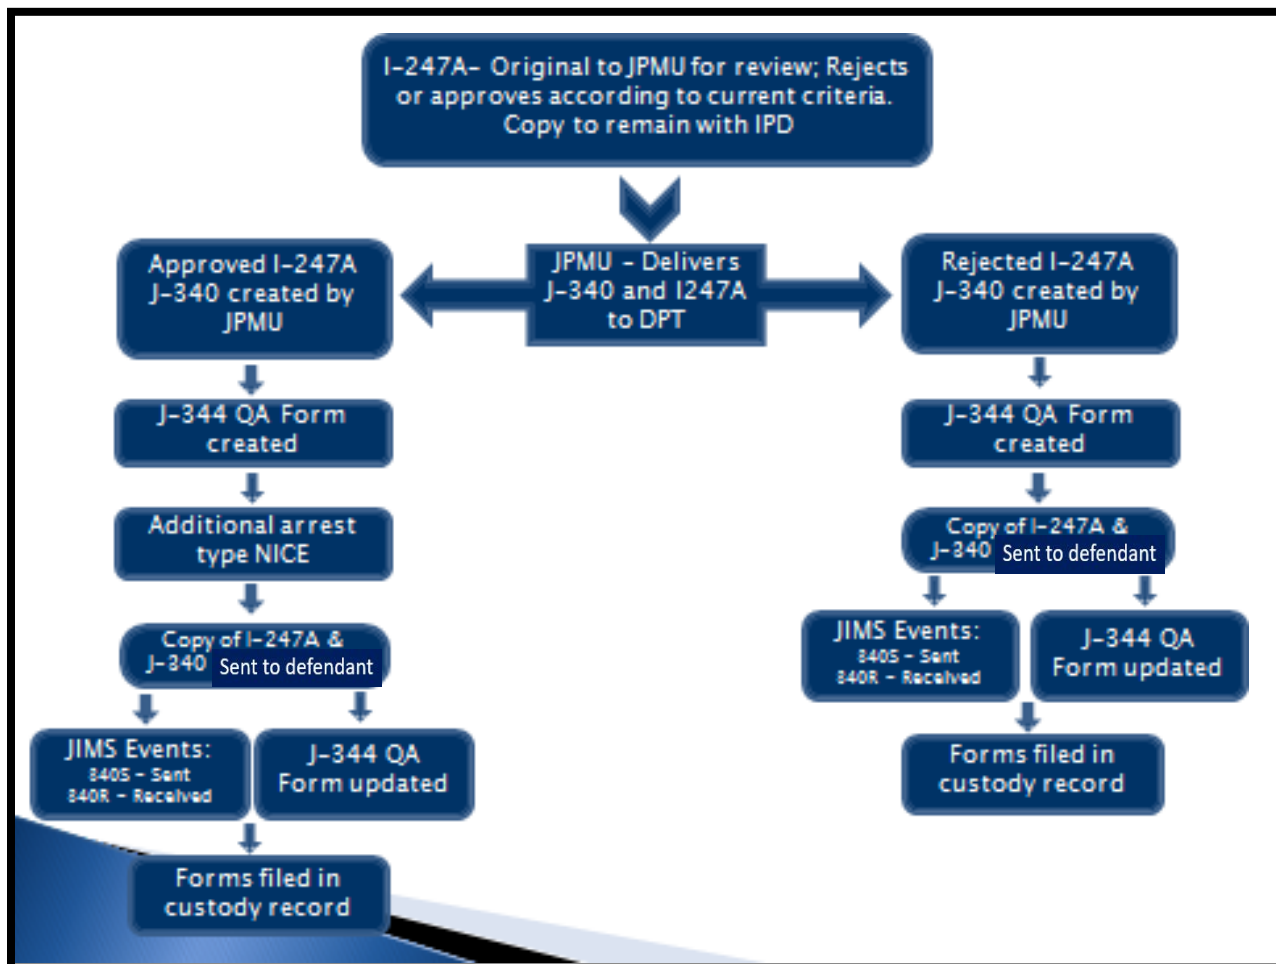 I-247A- Original to JPMU for review; Rejects
or approves according to current criteria.
Copy to remain with IPD
JPMU - Delivers
J-340 and I247A
to DPT
Approved I-247A
J-340 created by
JPMU
J-344 QA Form
created
Additional arrest
type NICE
Copy of I-247A &
J-340 Sent to defendant
JIMS Events:
840S - Sent
840R - Received
J-344 QA
Form updated
Forms filed in
custody record
Rejected I-247A
J-340 created by
JPMU
J-344 QA Form
created
Copy of I-247A &
J-340 Sent to defendant
JIMS Events:
840S - Sent
840R - Received
J-344 QA
Form updated
Forms filed in
custody record